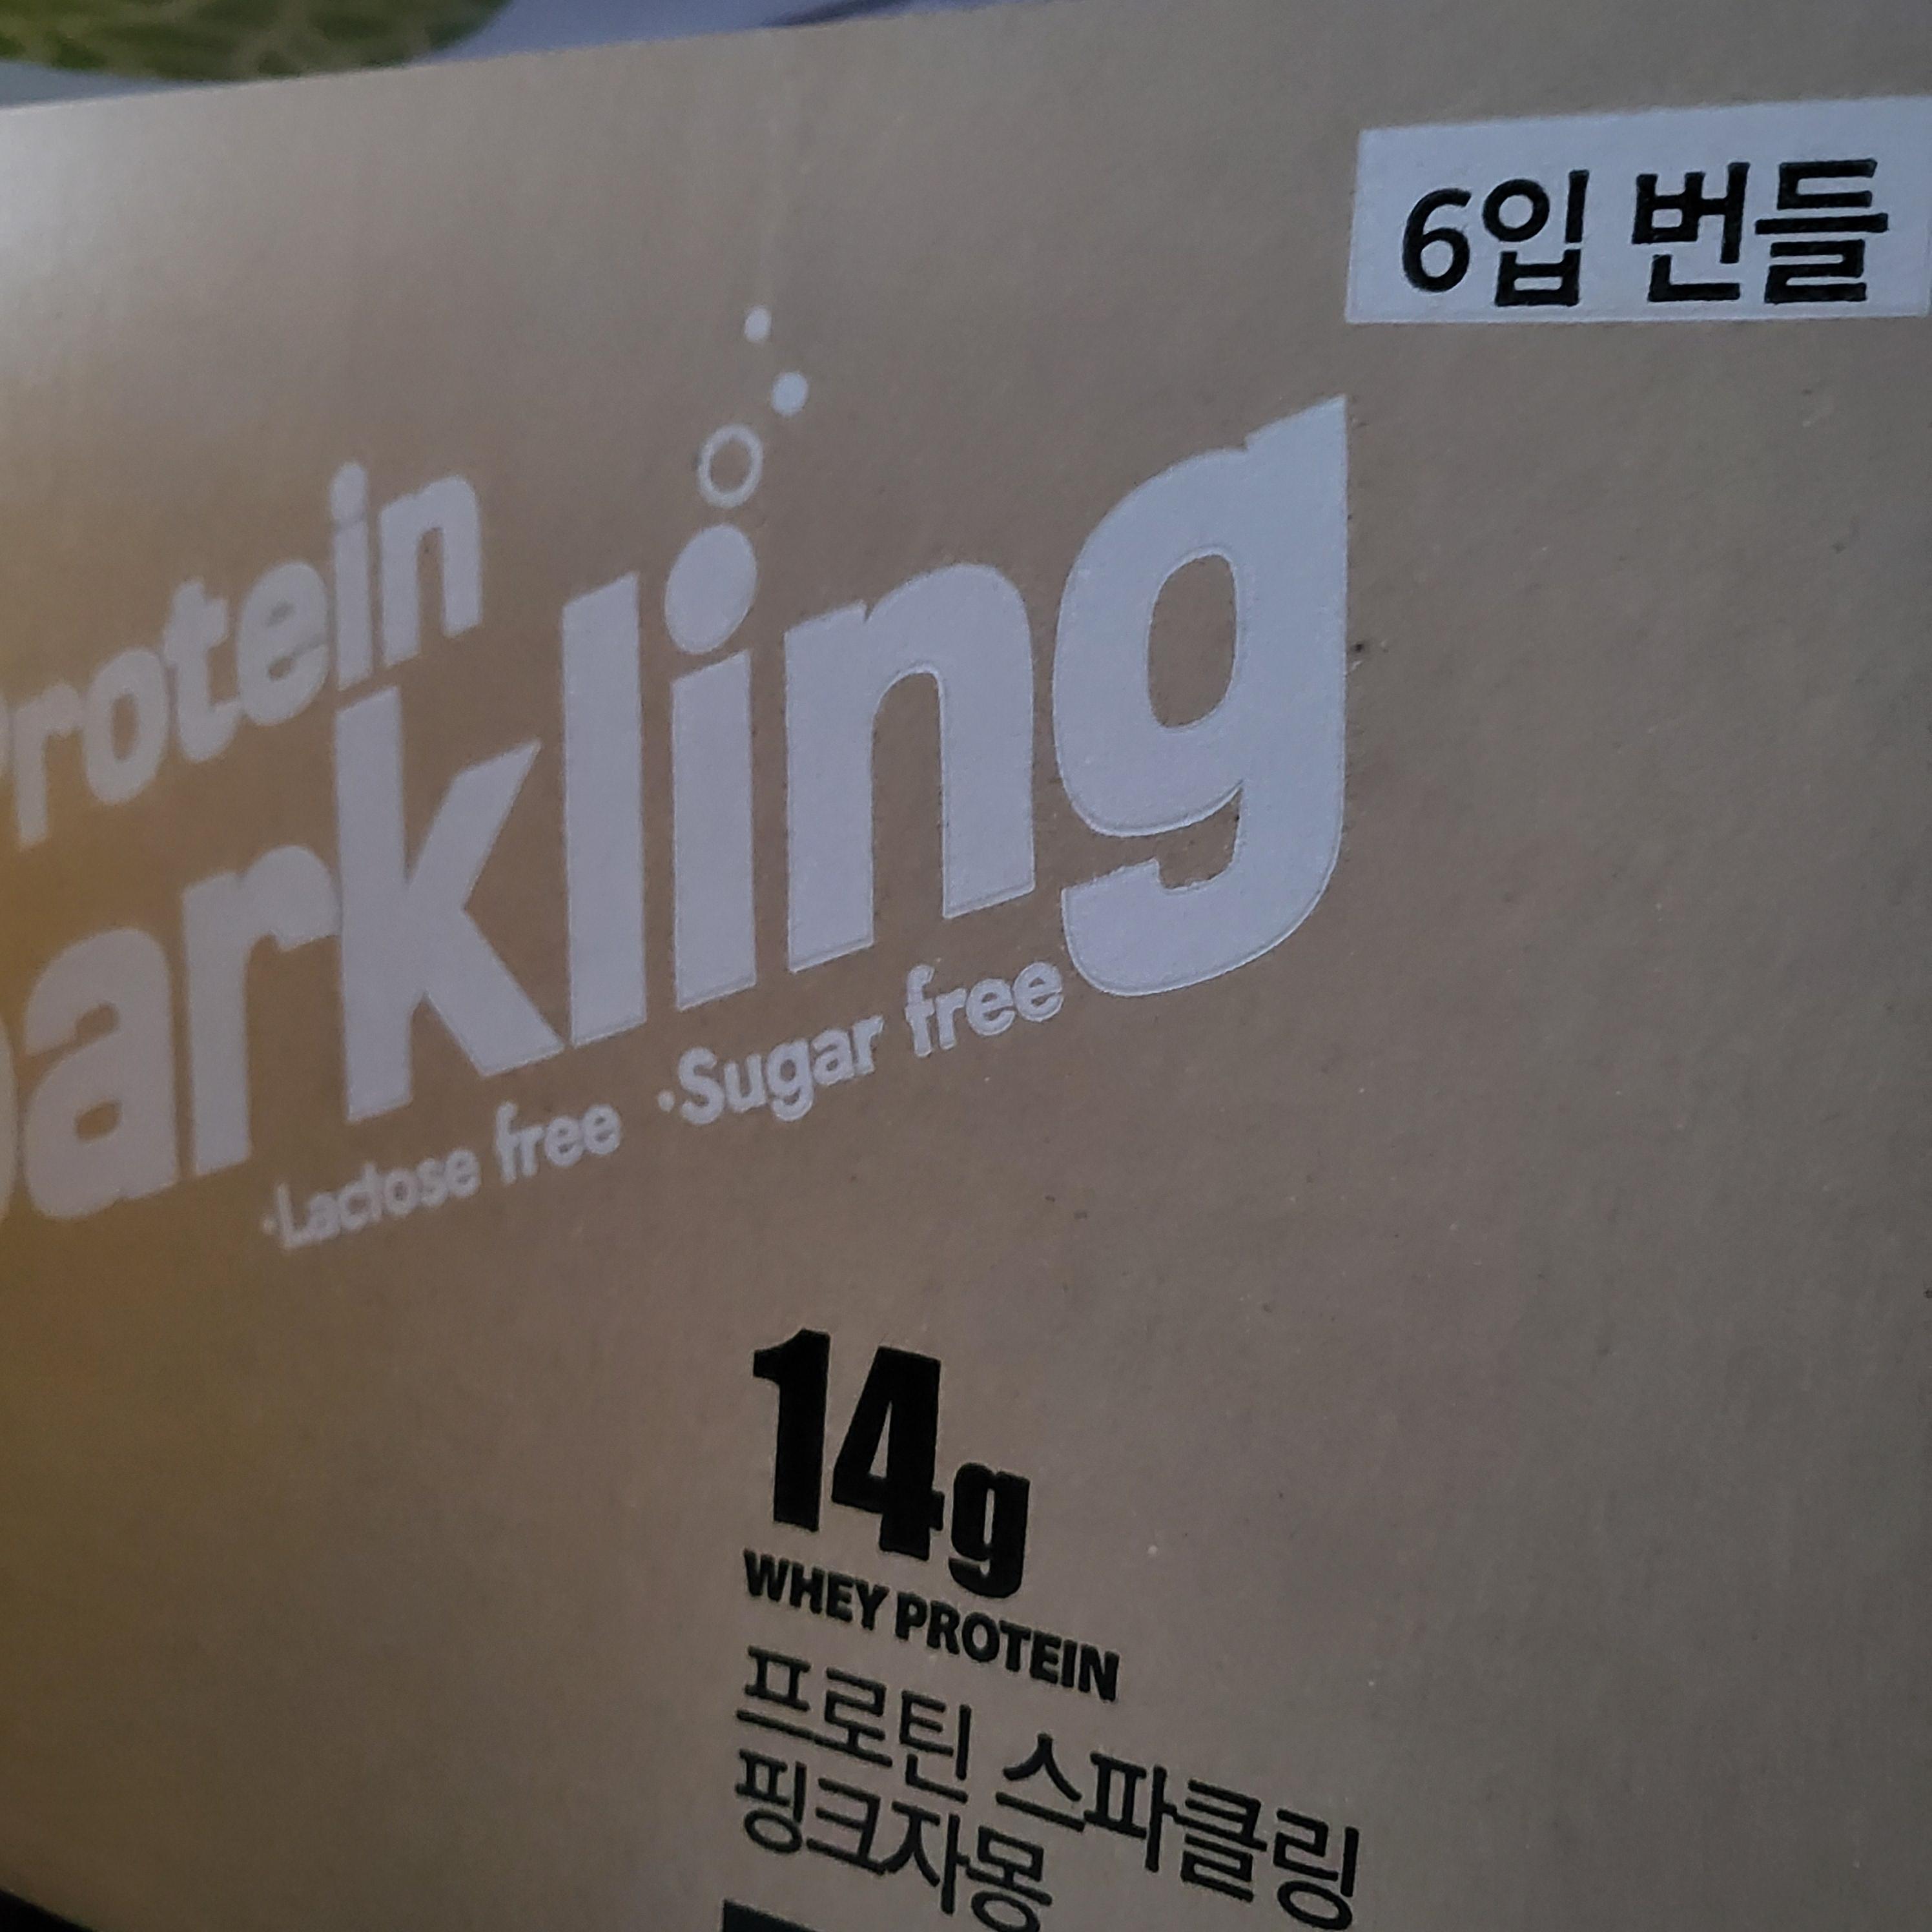 6입 번들
Protein
arkling
·Lactose free ·Sugar free
14g
WHEY PROTEIN
프로틴 스파클링
핑크자몽